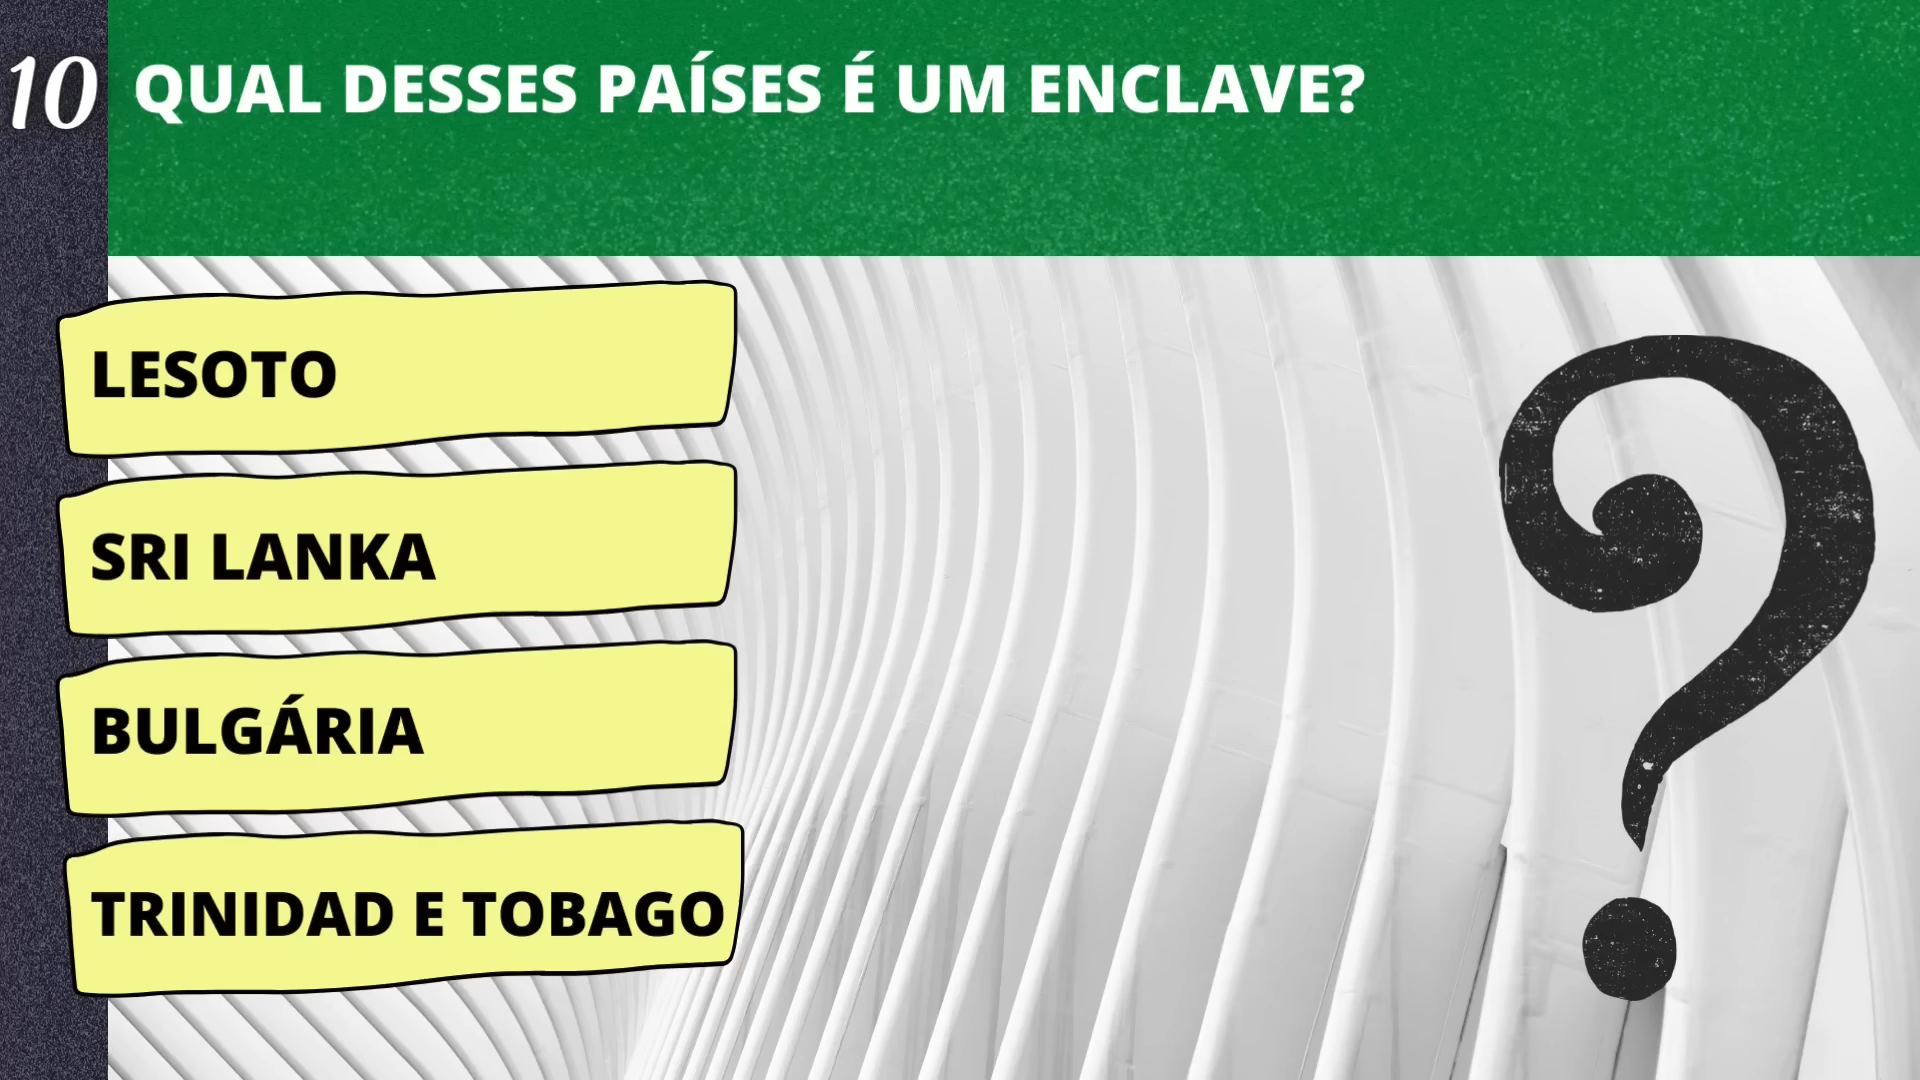 10 QUAL DESSES PAÍSES É UM ENCLAVE?
LESOTO
SRI LANKA
BULGÁRIA
TRINIDAD E TOBAGO
?